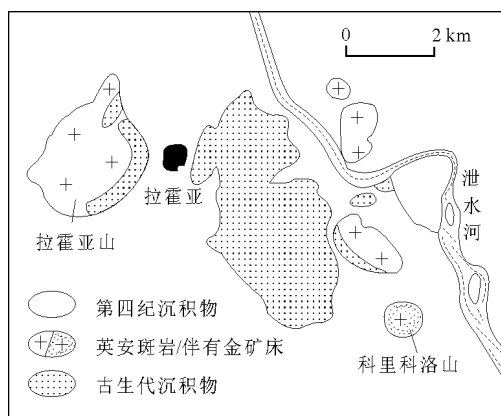 0 2 km
拉霍亚
泄水河
拉霍亚山
第四纪沉积物
英安斑岩/伴有金矿床
古生代沉积物
科里科洛山